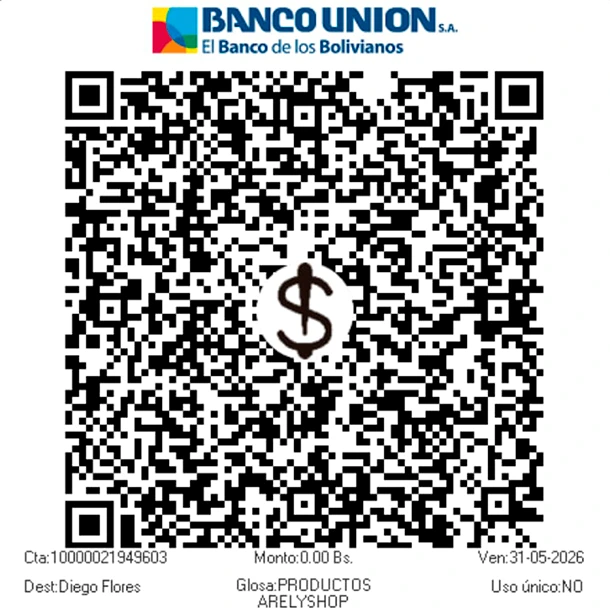 BANCO UNION S.A.
El Banco de los Bolivianos
$
Cta:10000021949603 Monto:0.00 Bs. Ven:31-05-2026
Dest:Diego Flores Glosa:PRODUCTOS Uso único:NO
ARELYSHOP